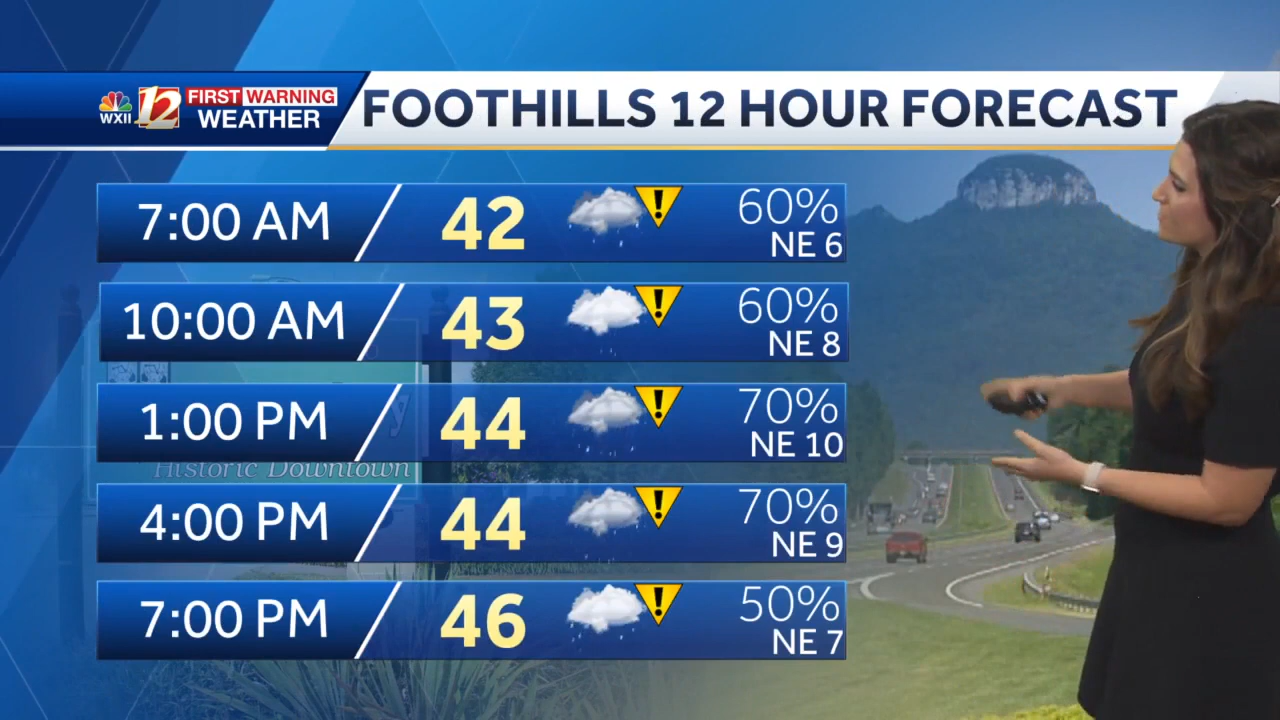 WXII 12 FIRST WARNING
WEATHER
FOOTHILLS 12 HOUR FORECAST
7:00 AM 42 ! 60%
NE 6
10:00 AM 43 ! 60%
NE 8
1:00 PM 44 ! 70%
NE 10
Historic Downtown
4:00 PM 44 ! 70%
NE 9
7:00 PM 46 ! 50%
NE 7